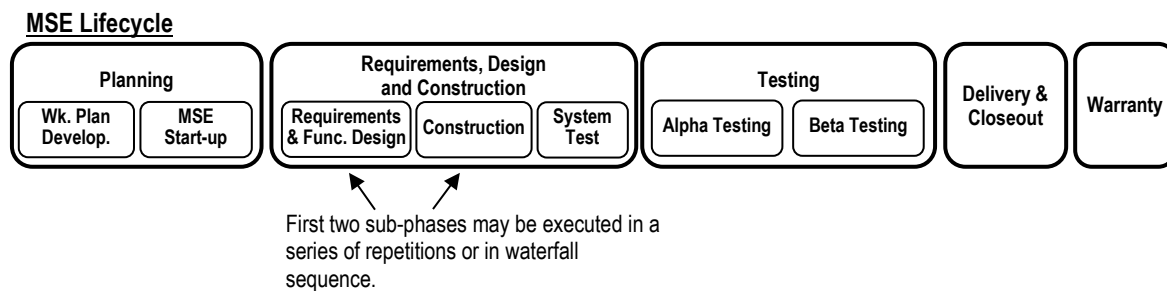 MSE Lifecycle
Planning
Wk. Plan
Develop.
MSE
Start-up
Requirements, Design
and Construction
Requirements
& Func. Design
Construction
System
Test
Testing
Alpha Testing
Beta Testing
Delivery &
Closeout
Warranty
First two sub-phases may be executed in a
series of repetitions or in waterfall
sequence.